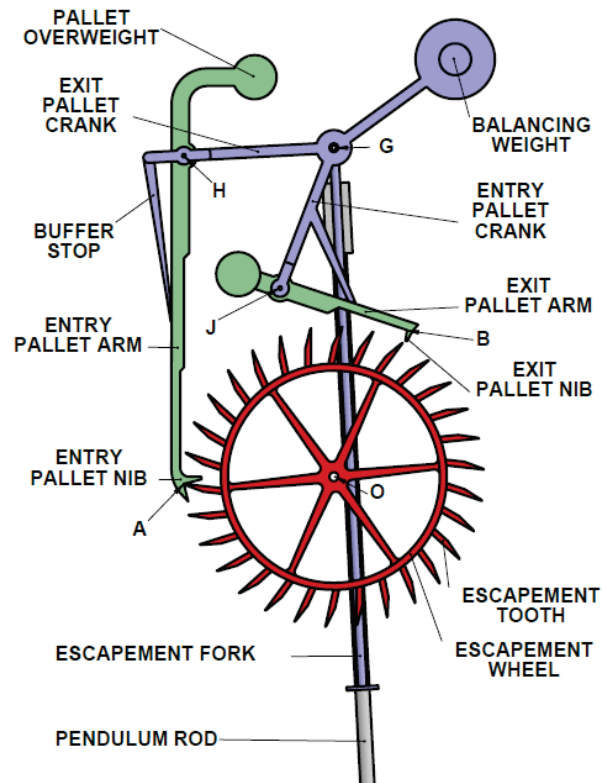 PALLET
OVERWEIGHT
EXIT
PALLET
CRANK
G
BALANCING
WEIGHT
H
ENTRY
PALLET
CRANK
BUFFER
STOP
J
EXIT
PALLET ARM
B
ENTRY
PALLET ARM
EXIT
PALLET NIB
ENTRY
PALLET NIB
A
O
ESCAPEMENT
TOOTH
ESCAPEMENT FORK
ESCAPEMENT
WHEEL
PENDULUM ROD